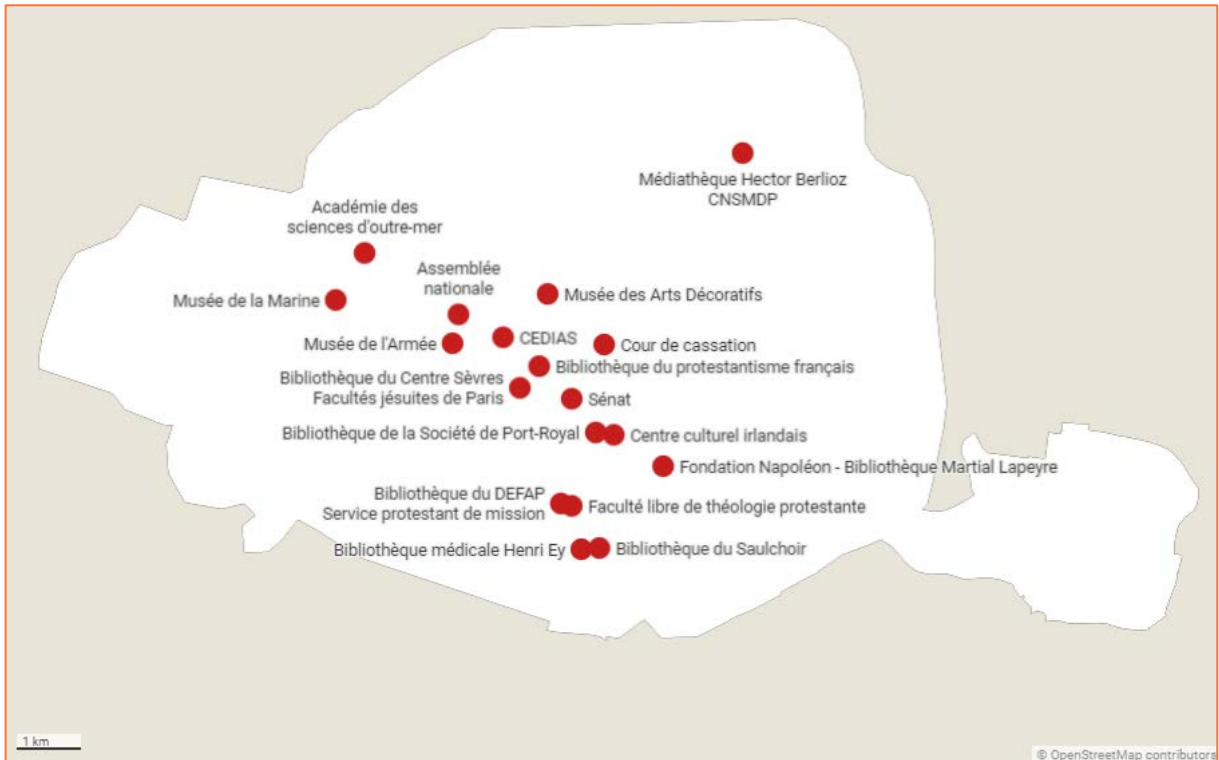 Médiathèque Hector Berlioz
CNSMDP
Académie des
sciences d'outre-mer
Assemblée
nationale
Musée de la Marine
Musée des Arts Décoratifs
Musée de l'Armée
CEDIAS
Cour de cassation
Bibliothèque du protestantisme français
Bibliothèque du Centre Sèvres
Facultés jésuites de Paris
Sénat
Bibliothèque de la Société de Port-Royal
Centre culturel irlandais
Fondation Napoléon - Bibliothèque Martial Lapeyre
Bibliothèque du DEFAP
Service protestant de mission
Faculté libre de théologie protestante
Bibliothèque médicale Henri Ey
Bibliothèque du Saulchoir
1 km
© OpenStreetMap contributors